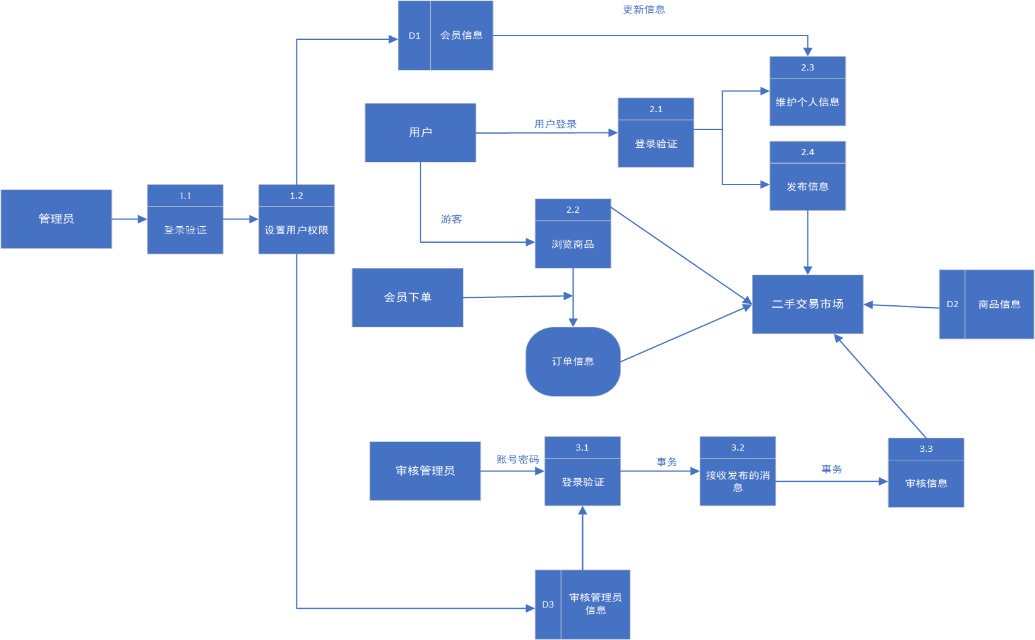 更新信息
D1
会员信息
2.3
维护个人信息
用户
用户登录
2.1
登录验证
2.4
发布信息
管理员
1.1
登录验证
1.2
设置用户权限
游客
2.2
浏览商品
会员下单
二手交易市场
D2
商品信息
订单信息
审核管理员
账号密码
3.1
登录验证
事务
3.2
接收发布的消
息
事务
3.3
审核信息
D3
审核管理员
信息